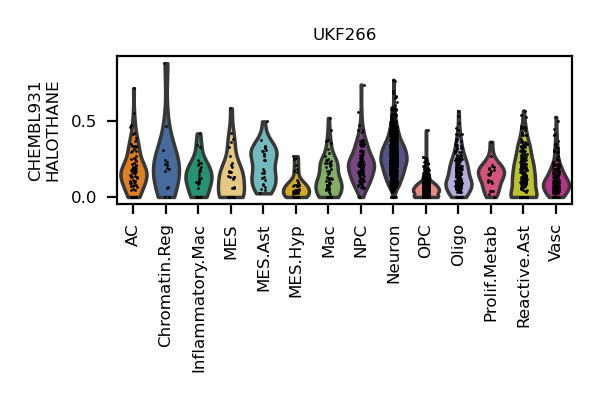 UKF266
CHEMBL931
HALOTHANE
0.5
0.0
AC
Chromatin.Reg
Inflammatory.Mac
MES
MES.Ast
MES.Hyp
Mac
NPC
Neuron
OPC
Oligo
Prolif.Metab
Reactive.Ast
Vasc